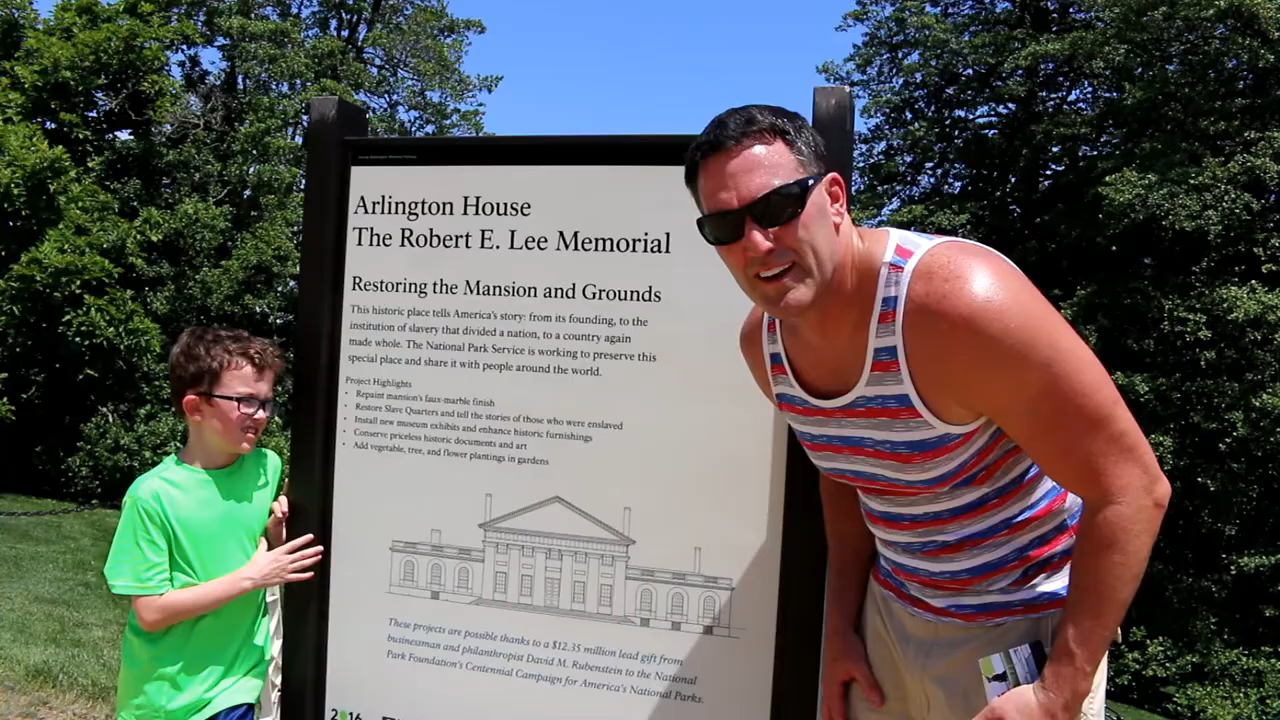 Arlington House
The Robert E. Lee Memorial
Restoring the Mansion and Grounds
This historic place tells America's story: from its founding, to the
institution of slavery that divided a nation, to a country again
made whole. The National Park Service is working to preserve this
special place and share it with people around the world.
Project Highlights
• Repaint mansion's faux-marble finish
• Restore Slave Quarters and tell the stories of those who were enslaved
• Install new museum exhibits and enhance historic furnishings
• Conserve priceless historic documents and art
• Add vegetable, tree, and flower plantings in gardens
These projects are possible thanks to a $12.35 million lead gift from
businessman and philanthropist David M. Rubenstein to the National
Park Foundation's Centennial Campaign for America's National Parks.
2016